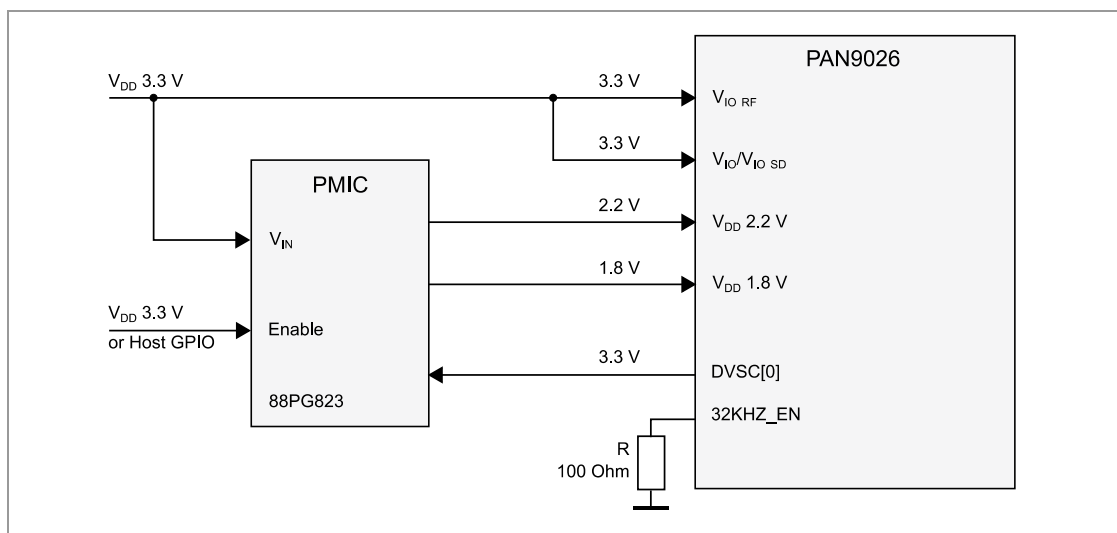 PAN9026
V_DD 3.3 V
3.3 V
V_IO RF
3.3 V
V_IO/V_IO SD
PMIC
2.2 V
V_DD 2.2 V
V_IN
1.8 V
V_DD 1.8 V
V_DD 3.3 V
or Host GPIO
Enable
3.3 V
DVSC[0]
88PG823
32KHZ_EN
R
100 Ohm